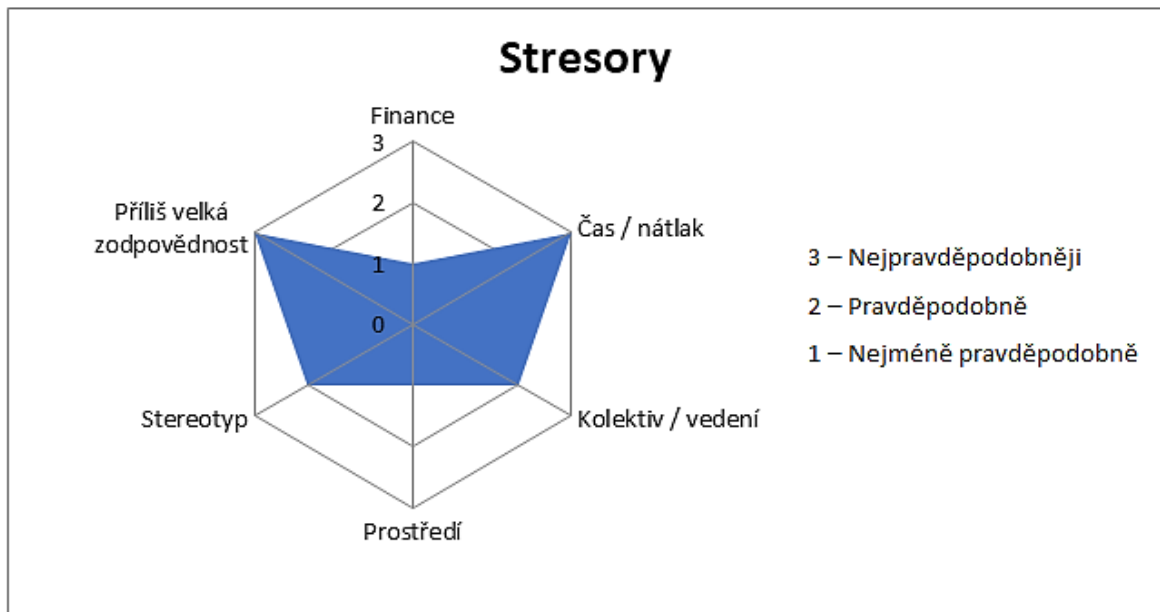 Stresory
Finance
3
2
1
0
Příliš velká
zodpovědnost
Čas / nátlak
Stereotyp
Kolektiv / vedení
Prostředí
3 – Nejpravděpodobněji
2 – Pravděpodobně
1 – Nejméně pravděpodobně